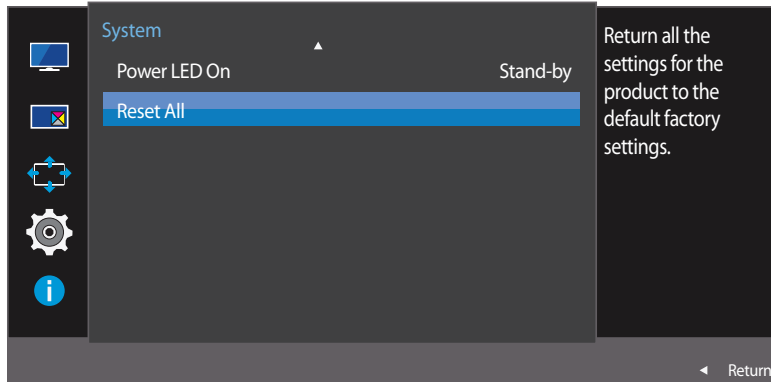 System
Power LED On Stand-by
Reset All
Return all the
settings for the
product to the
default factory
settings.
Return